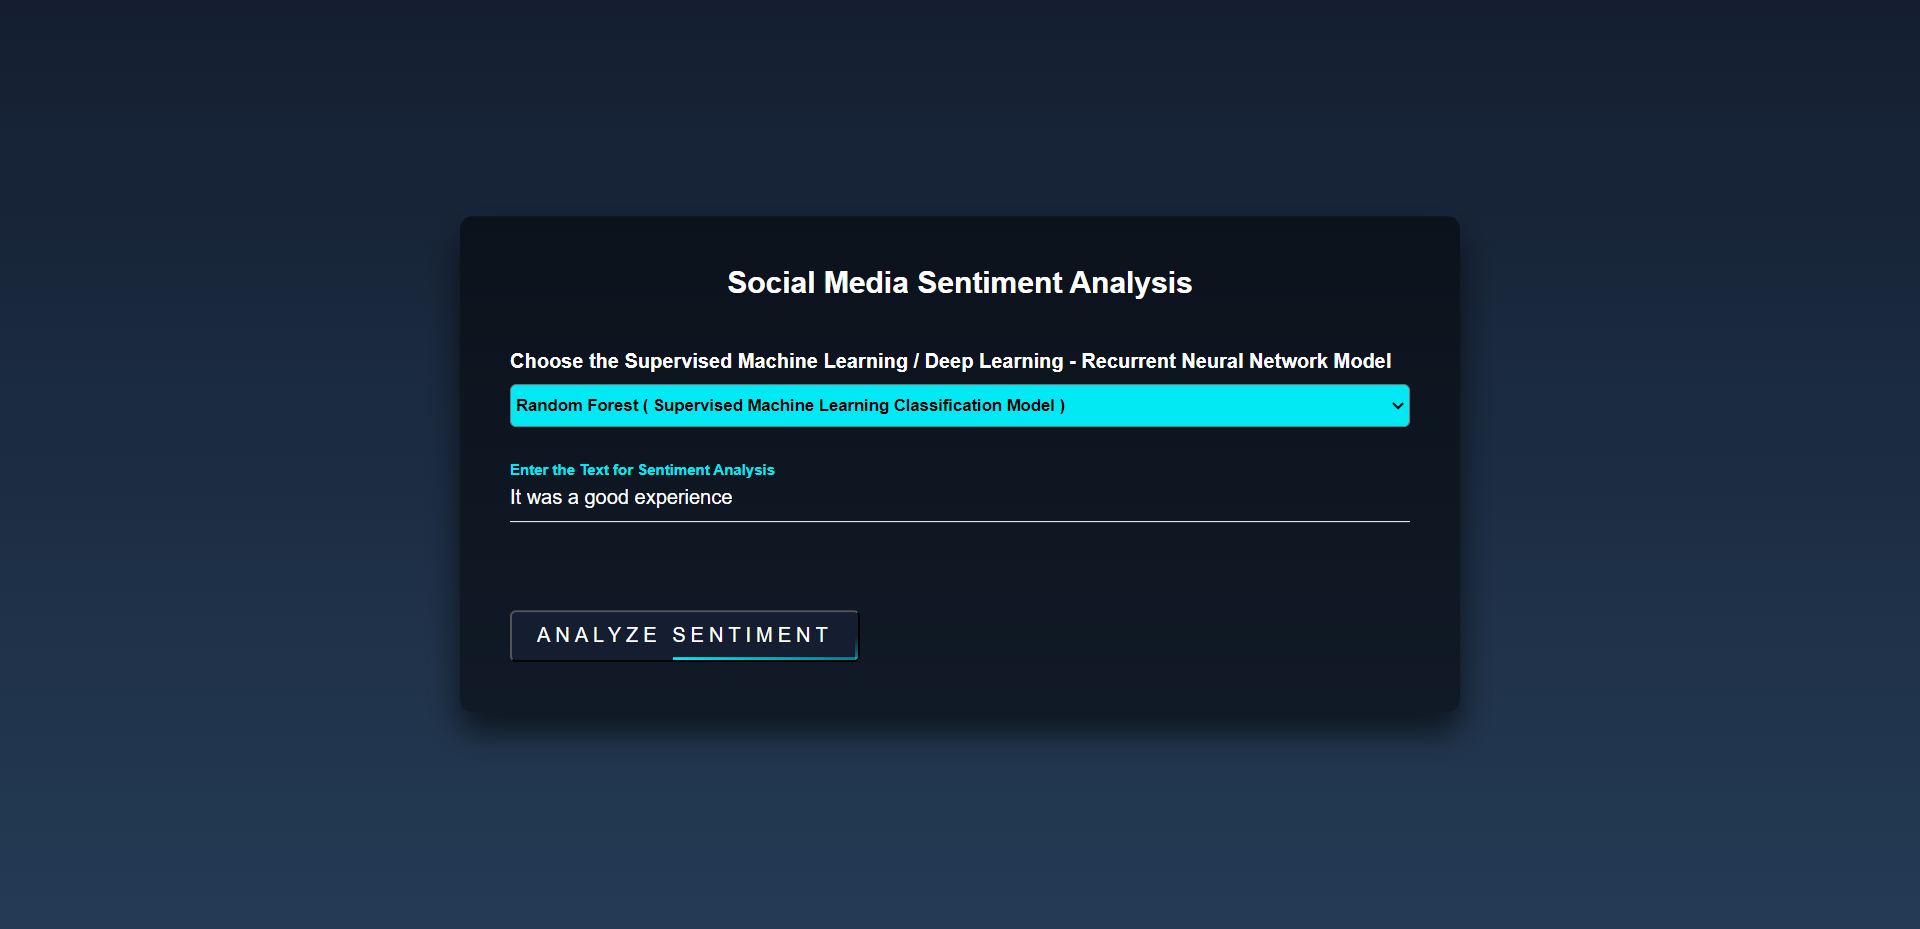 Social Media Sentiment Analysis
Choose the Supervised Machine Learning / Deep Learning - Recurrent Neural Network Model
Random Forest ( Supervised Machine Learning Classification Model )
Enter the Text for Sentiment Analysis
It was a good experience
ANALYZE SENTIMENT